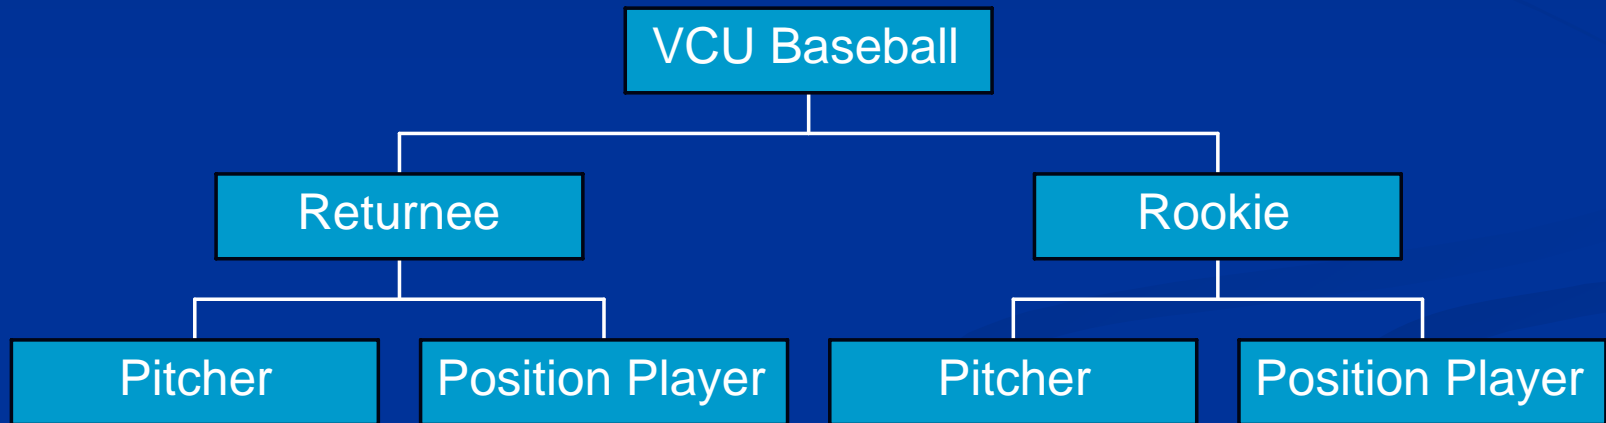 VCU Baseball
Returnee
Rookie
Pitcher
Position Player
Pitcher
Position Player